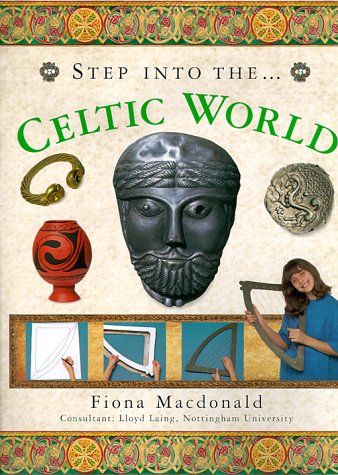 STEP INTO THE...
CELTIC WORLD
Fiona Macdonald
Consultant: Lloyd Laing, Nottingham University